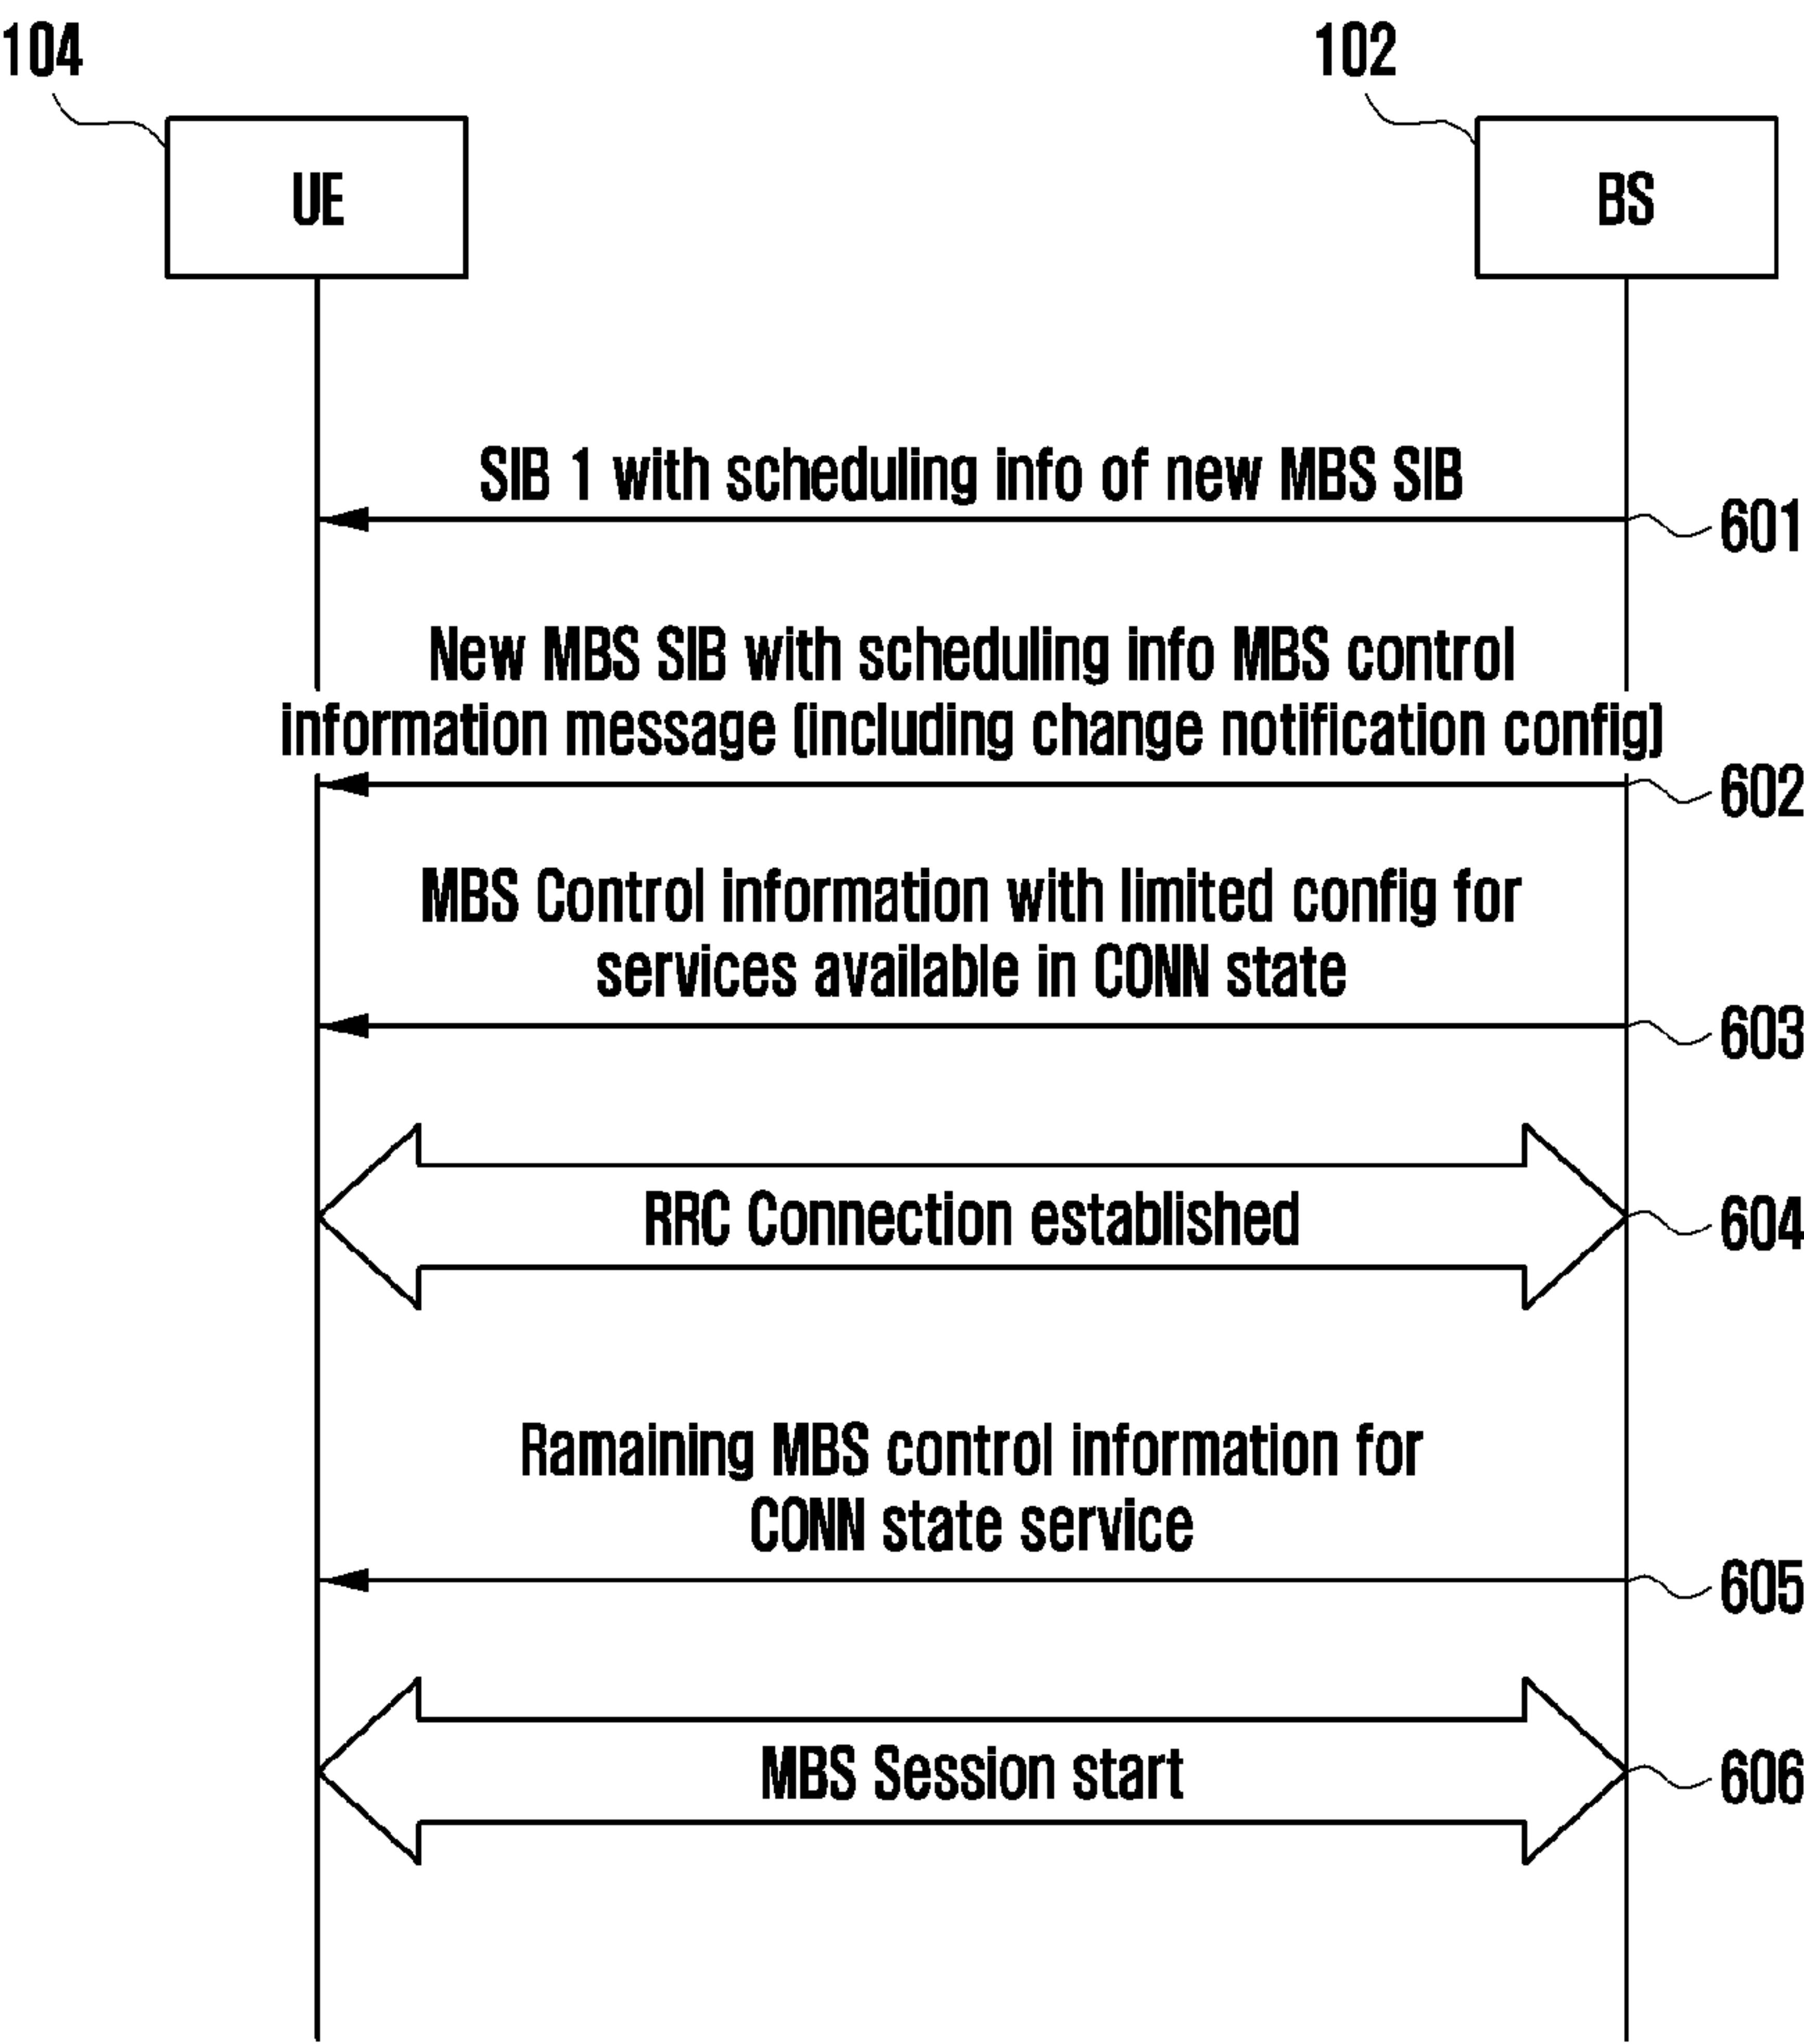 104
102
UE
BS
SIB 1 with scheduling info of new MBS SIB
601
New MBS SIB with scheduling info MBS control
information message (including change notification config)
602
MBS Control information with limited config for
services available in CONN state
603
RRC Connection established
604
Ramaining MBS control information for
CONN state service
605
MBS Session start
606